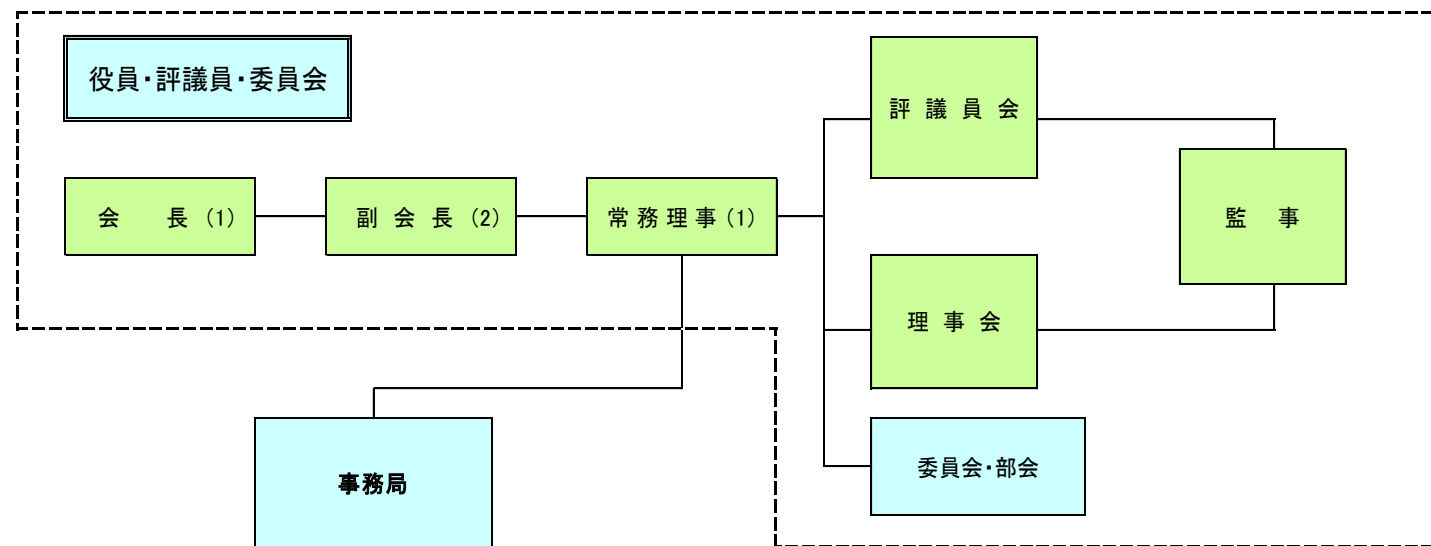 役員・評議員・委員会
評 議 員 会
会　　長 (1)
副 会 長 (2)
常 務 理 事 (1)
監　事
理 事 会
委員会・部会
事務局